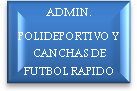 ADMIN.
POLIDEPORTIVO Y
CANCHAS DE
FUTBOL RAPIDO